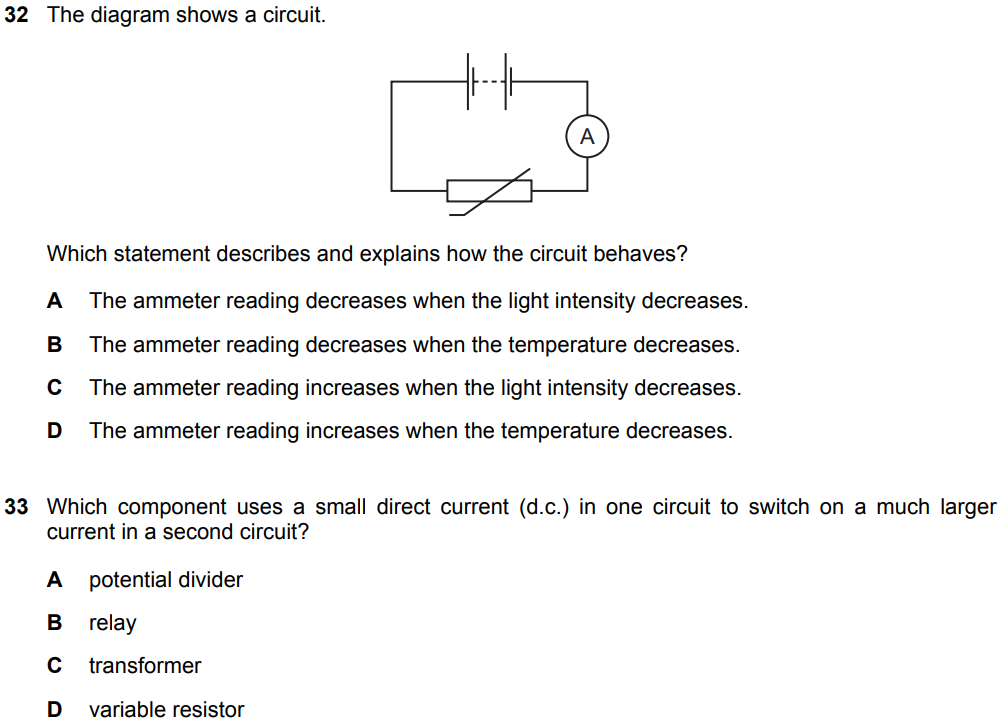 32 The diagram shows a circuit.
A
Which statement describes and explains how the circuit behaves?
A The ammeter reading decreases when the light intensity decreases.
B The ammeter reading decreases when the temperature decreases.
C The ammeter reading increases when the light intensity decreases.
D The ammeter reading increases when the temperature decreases.
33 Which component uses a small direct current (d.c.) in one circuit to switch on a much larger
current in a second circuit?
A potential divider
B relay
C transformer
D variable resistor